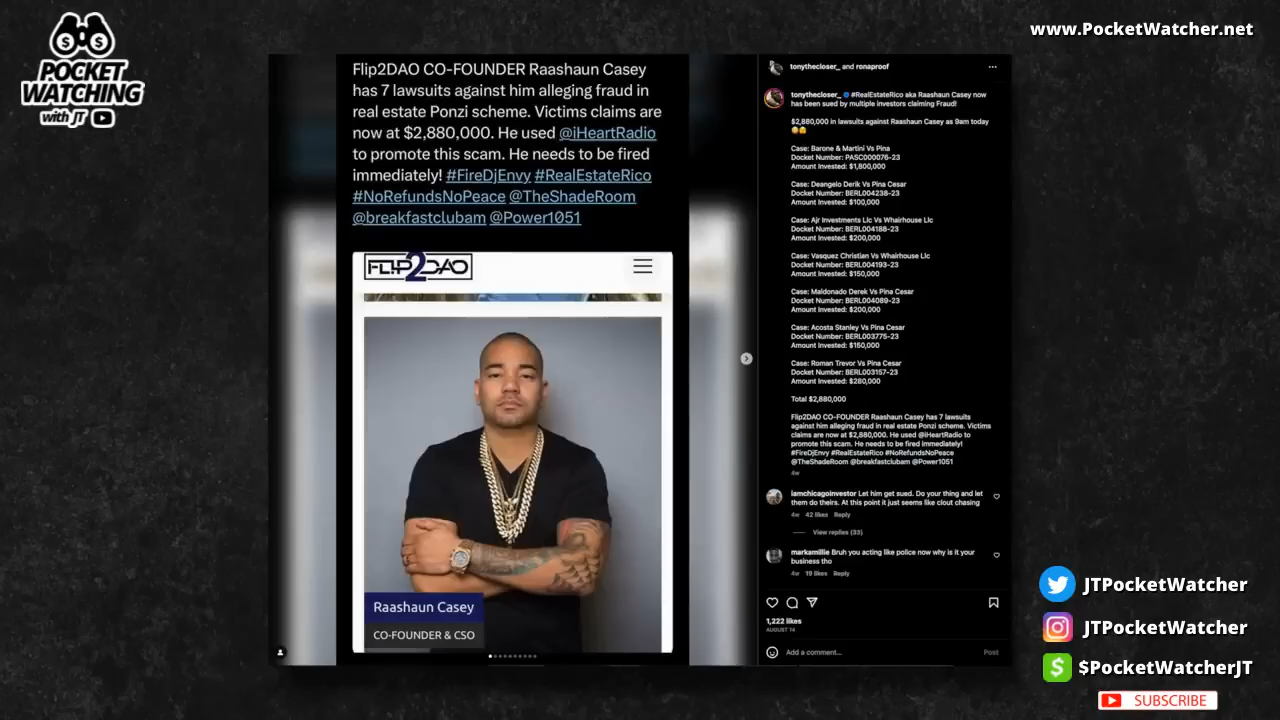 POCKET
WATCHING
with JT
www.PocketWatcher.net
Flip2DAO CO-FOUNDER Raashaun Casey
has 7 lawsuits against him alleging fraud in
real estate Ponzi scheme. Victims claims are
now at $2,880,000. He used @iHeartRadio
to promote this scam. He needs to be fired
immediately! #FireDjEnvy #RealEstateRico
#NoRefundsNoPeace @TheShadeRoom
@breakfastclubam @Power1051
FLIP2DAO
Raashaun Casey
CO-FOUNDER & CSO
tonythecloser_ and ronaproof
tonythecloser_ #RealEstateRico aka Raashaun Casey now
has been sued by multiple investors claiming Fraud!
$2,880,000 in lawsuits against Raashaun Casey as 9am today
Case: Barone & Martini Vs Pina
Docket Number: PASC000076-23
Amount Invested: $1,800,000
Case: Deangelo Derik Vs Pina Cesar
Docket Number: BERL004238-23
Amount Invested: $100,000
Case: Ajr Investments Llc Vs Whairhouse Llc
Docket Number: BERL004188-23
Amount Invested: $200,000
Case: Vasquez Christian Vs Whairhouse Llc
Docket Number: BERL004193-23
Amount Invested: $150,000
Case: Maldonado Derek Vs Pina Cesar
Docket Number: BERL004089-23
Amount Invested: $200,000
Case: Acosta Stanley Vs Pina Cesar
Docket Number: BERL003775-23
Amount Invested: $150,000
Case: Roman Trevor Vs Pina Cesar
Docket Number: BERL003157-23
Amount Invested: $280,000
Total $2,880,000
Flip2DAO CO-FOUNDER Raashaun Casey has 7 lawsuits
against him alleging fraud in real estate Ponzi scheme. Victims
claims are now at $2,880,000. He used @iHeartRadio to
promote this scam. He needs to be fired immediately!
#FireDjEnvy #RealEstateRico #NoRefundsNoPeace
@TheShadeRoom @breakfastclubam @Power1051
4w
iamchicagoinvestor Let him get sued. Do your thing and let
them do theirs. At this point it just seems like clout chasing
4w 42 likes Reply
View replies (33)
markamillie Bruh you acting like police now why is it your
business tho
4w 19 likes Reply
1,222 likes
AUGUST 14
Add a comment...
Post
JTPocketWatcher
JTPocketWatcher
$PocketWatcherJT
SUBSCRIBE